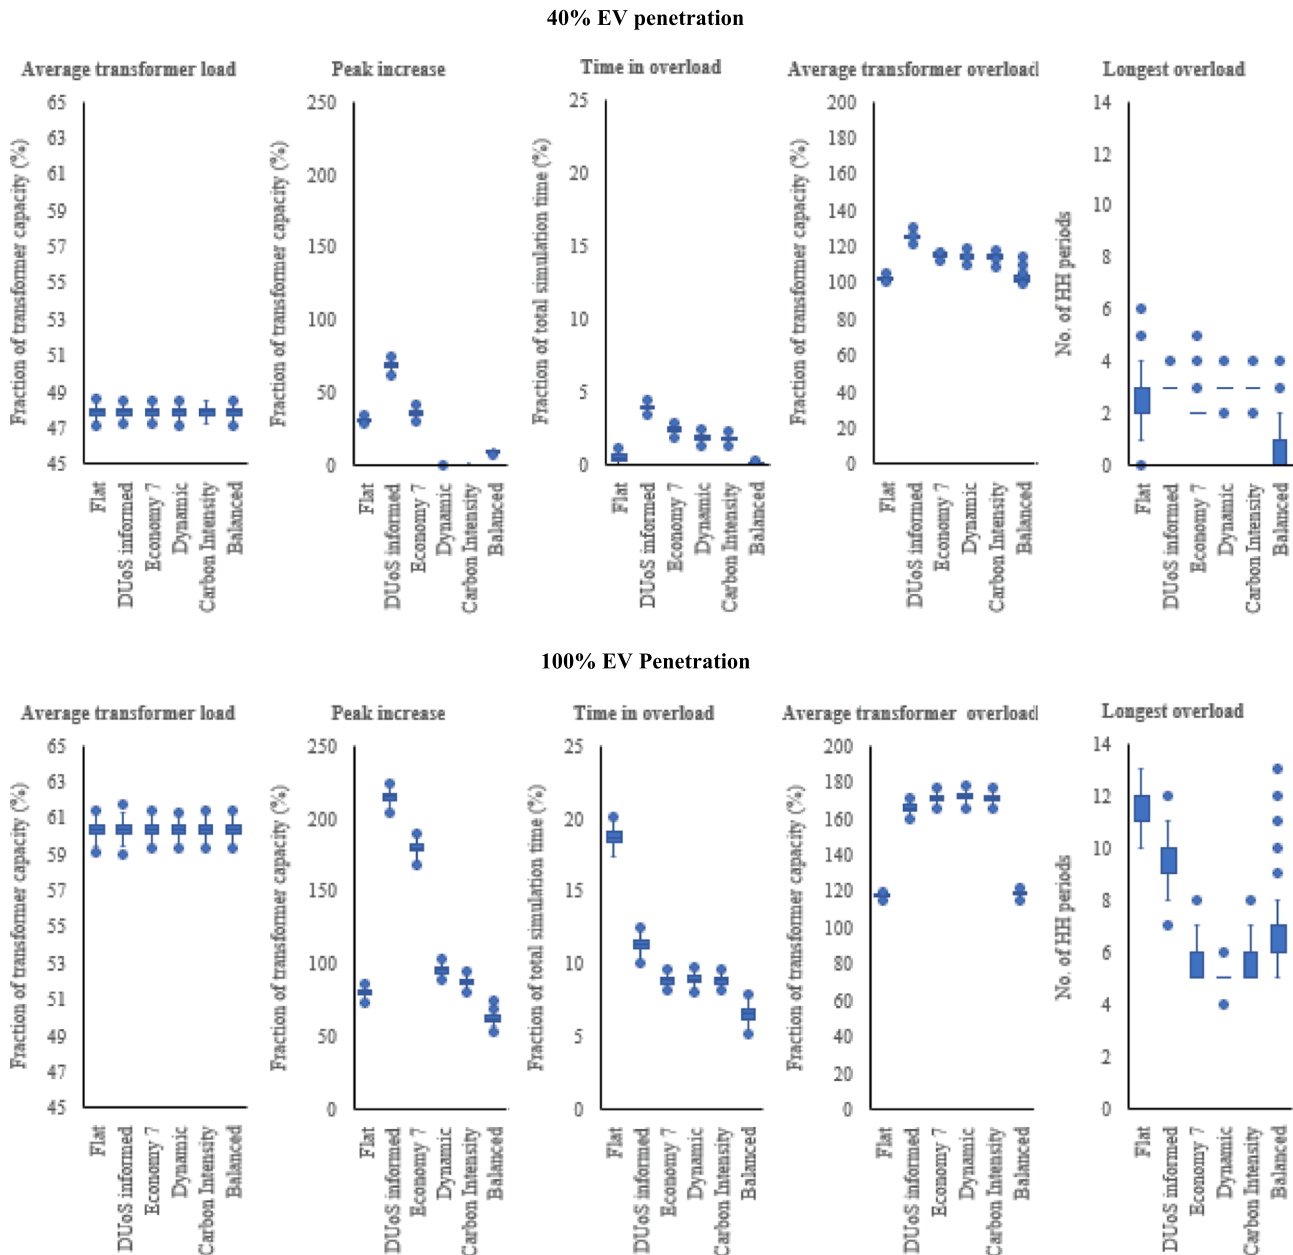 40% EV penetration
Average transformer load
Fraction of transformer capacity (%)
65
63
61
59
57
55
53
51
49
47
45
Flat
DUoS informed
Economy 7
Dynamic
Carbon Intensity
Balanced
Peak increase
Fraction of transformer capacity (%)
250
200
150
100
50
0
Flat
DUoS informed
Economy 7
Dynamic
Carbon Intensity
Balanced
Time in overload
Fraction of total simulation time (%)
25
20
15
10
5
0
Flat
DUoS informed
Economy 7
Dynamic
Carbon Intensity
Balanced
Average transformer overload
Fraction of transformer capacity (%)
200
180
160
140
120
100
80
60
40
20
0
Flat
DUoS informed
Economy 7
Dynamic
Carbon Intensity
Balanced
Longest overload
No. of HH periods
14
12
10
8
6
4
2
0
Flat
DUoS informed
Economy 7
Dynamic
Carbon Intensity
Balanced
100% EV Penetration
Average transformer load
Fraction of transformer capacity (%)
65
63
61
59
57
55
53
51
49
47
45
Flat
DUoS informed
Economy 7
Dynamic
Carbon Intensity
Balanced
Peak increase
Fraction of transformer capacity (%)
250
200
150
100
50
0
Flat
DUoS informed
Economy 7
Dynamic
Carbon Intensity
Balanced
Time in overload
Fraction of total simulation time (%)
25
20
15
10
5
0
Flat
DUoS informed
Economy 7
Dynamic
Carbon Intensity
Balanced
Average transformer overload
Fraction of transformer capacity (%)
200
180
160
140
120
100
80
60
40
20
0
Flat
DUoS informed
Economy 7
Dynamic
Carbon Intensity
Balanced
Longest overload
No. of HH periods
14
12
10
8
6
4
2
0
Flat
DUoS informed
Economy 7
Dynamic
Carbon Intensity
Balanced